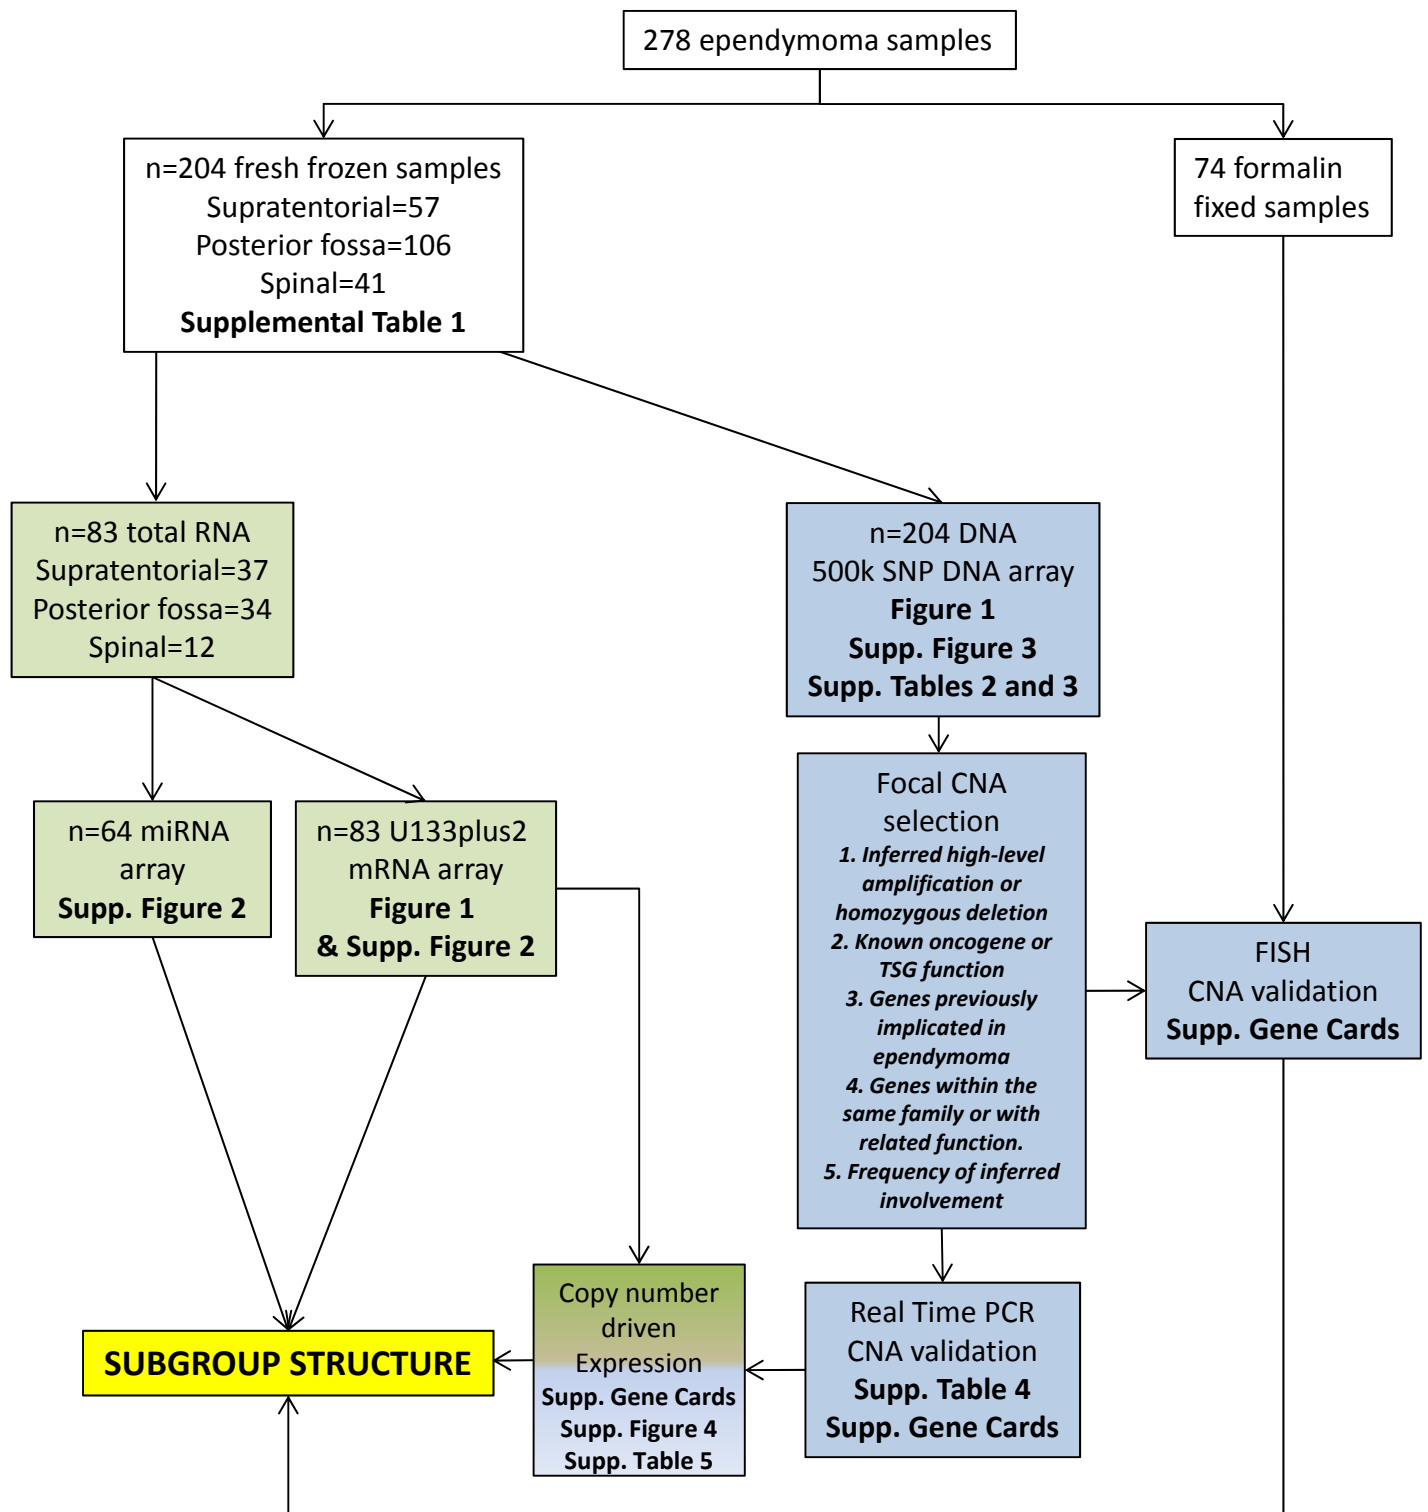 278 ependymoma samples
n=204 fresh frozen samples
Supratentorial=57
Posterior fossa=106
Spinal=41
Supplemental Table 1
74 formalin
fixed samples
n=83 total RNA
Supratentorial=37
Posterior fossa=34
Spinal=12
n=204 DNA
500k SNP DNA array
Figure 1
Supp. Figure 3
Supp. Tables 2 and 3
n=64 miRNA
array
Supp. Figure 2
n=83 U133plus2
mRNA array
Figure 1
& Supp. Figure 2
Focal CNA
selection
1. Inferred high-level
amplification or
homozygous deletion
2. Known oncogene or
TSG function
3. Genes previously
implicated in
ependymoma
4. Genes within the
same family or with
related function.
5. Frequency of inferred
involvement
FISH
CNA validation
Supp. Gene Cards
SUBGROUP STRUCTURE
Copy number
driven
Expression
Supp. Gene Cards
Supp. Figure 4
Supp. Table 5
Real Time PCR
CNA validation
Supp. Table 4
Supp. Gene Cards